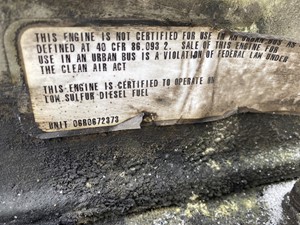 THIS ENGINE IS NOT CERTIFIED FOR USE IN AN URBAN BUS AS
DEFINED AT 40 CFR 86.093 2. SALE OF THIS ENGINE FOR
USE IN AN URBAN BUS IS A VIOLATION OF FEDERAL LAW UNDER
THE CLEAN AIR ACT
THIS ENGINE IS CERTIFIED TO OPERATE ON
LOW SULFUR DIESEL FUEL
UNIT 06R0672373